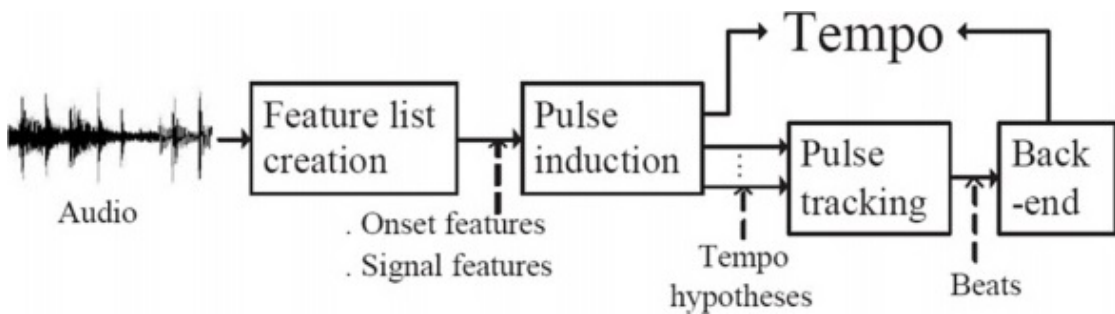 Tempo
Feature list
creation
Pulse
induction
Pulse
tracking
Back
-end
Audio
. Onset features
. Signal features
Tempo
hypotheses
Beats